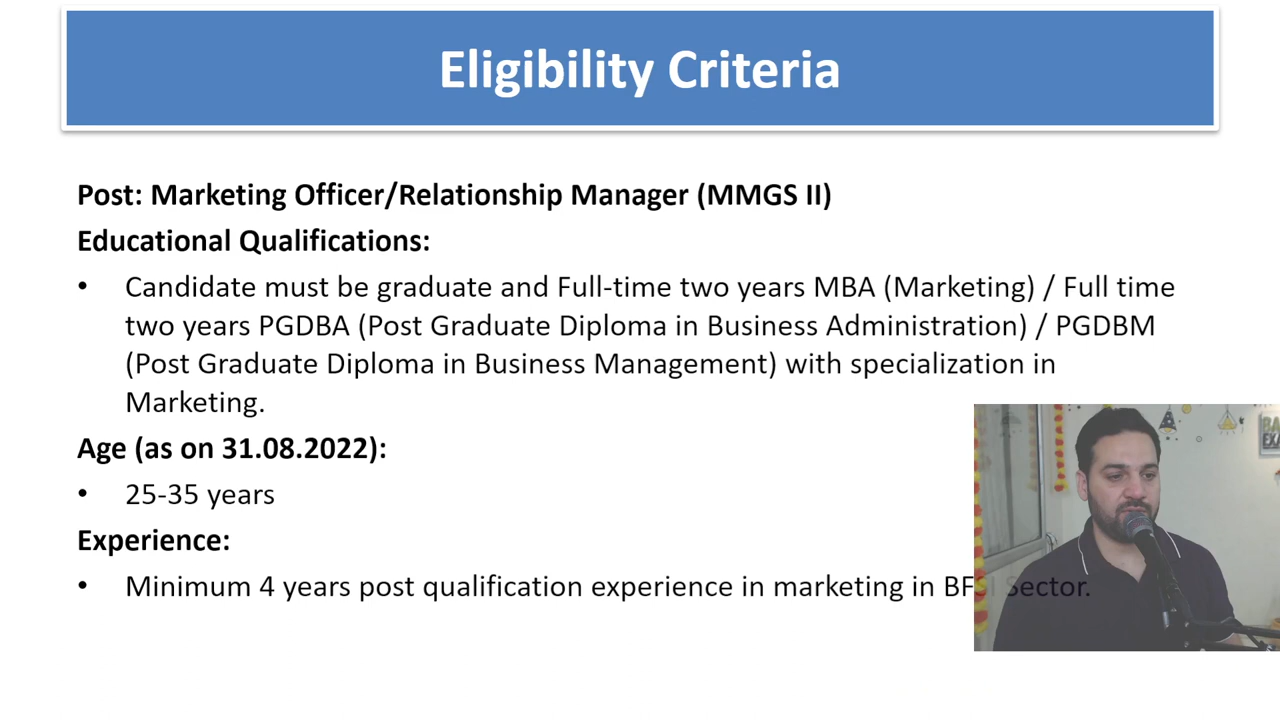 Eligibility Criteria
Post: Marketing Officer/Relationship Manager (MMGS II)
Educational Qualifications:
• Candidate must be graduate and Full-time two years MBA (Marketing) / Full time
two years PGDBA (Post Graduate Diploma in Business Administration) / PGDBM
(Post Graduate Diploma in Business Management) with specialization in
Marketing.
Age (as on 31.08.2022):
• 25-35 years
Experience:
• Minimum 4 years post qualification experience in marketing in BFSI Sector.